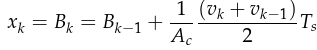 x_k = B_k = B_{k-1} + \frac{1}{A_c} \frac{(v_k + v_{k-1})}{2} T_s